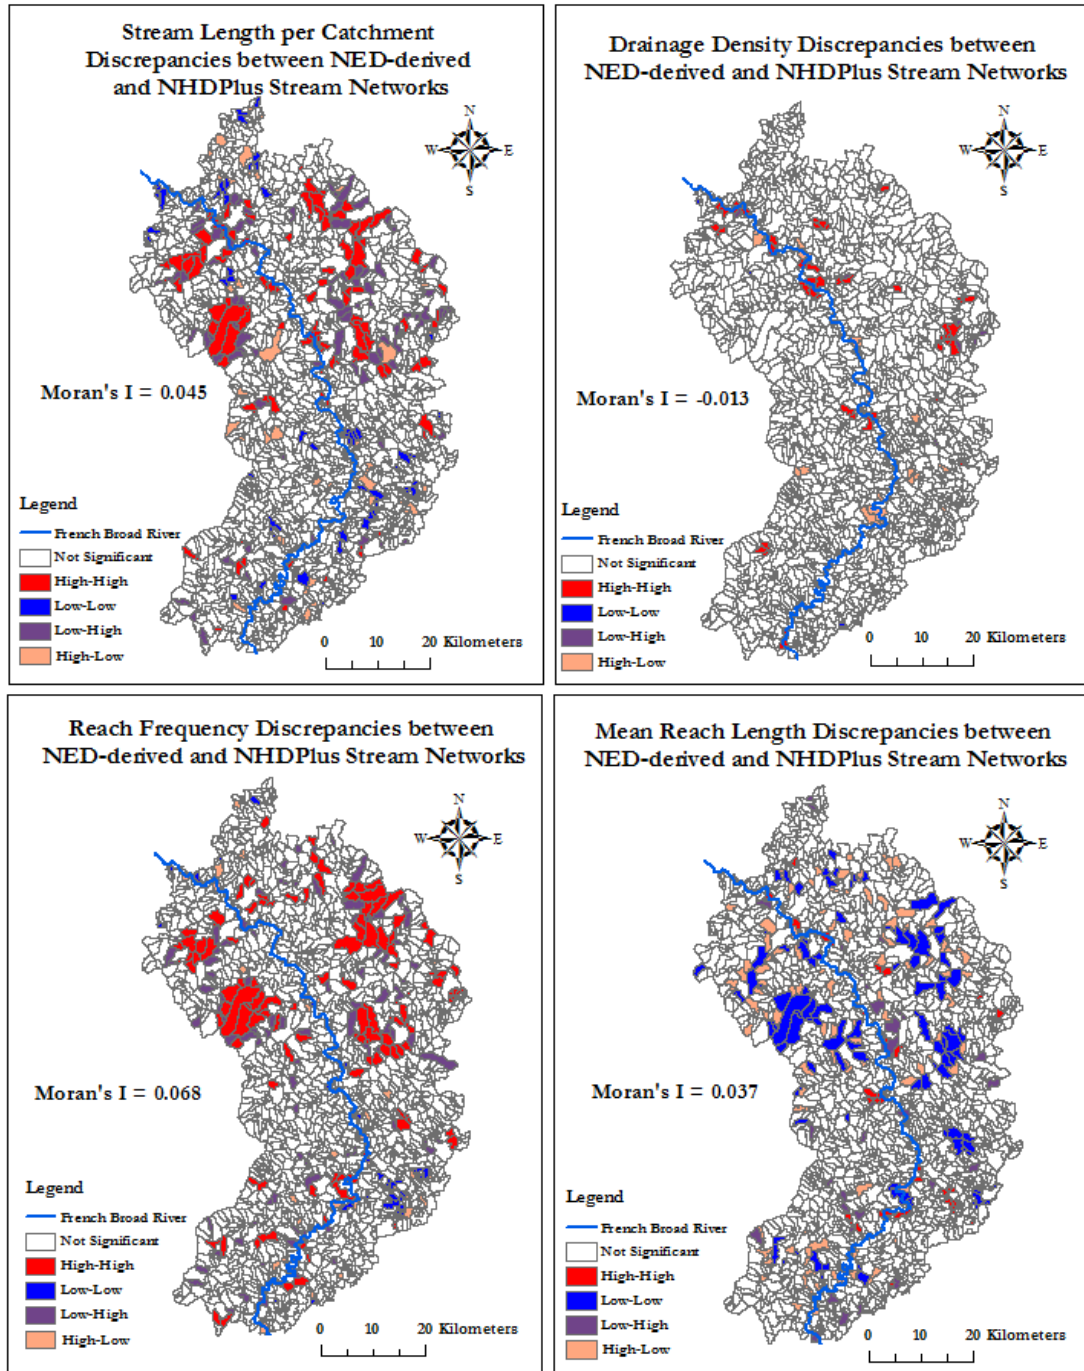 Stream Length per Catchment
Discrepancies between NED-derived
and NHDPlus Stream Networks
N
W
E
S
Moran's I = 0.045
Legend
French Broad River
Not Significant
High-High
Low-Low
Low-High
High-Low
0 10 20 Kilometers
Drainage Density Discrepancies between
NED-derived and NHDPlus Stream Networks
N
W
E
S
Moran's I = -0.013
Legend
French Broad River
Not Significant
High-High
Low-Low
Low-High
High-Low
0 10 20 Kilometers
Reach Frequency Discrepancies between
NED-derived and NHDPlus Stream Networks
N
W
E
S
Moran's I = 0.068
Legend
French Broad River
Not Significant
High-High
Low-Low
Low-High
High-Low
0 10 20 Kilometers
Mean Reach Length Discrepancies between
NED-derived and NHDPlus Stream Networks
N
W
E
S
Moran's I = 0.037
Legend
French Broad River
Not Significant
High-High
Low-Low
Low-High
High-Low
0 10 20 Kilometers